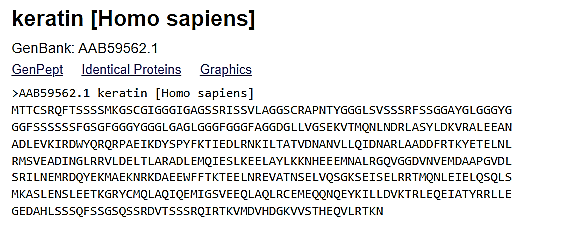 keratin [Homo sapiens]
GenBank: AAB59562.1
GenPept Identical Proteins Graphics
>AAB59562.1 keratin [Homo sapiens]
MTTCSRQFTSSSSMKGSCGIGGGIGAGSSRISSVLAGGSCRAPNTYGGGLSVSSSRFSSGGAYGLGGGYG
GGFSSSSSSFGSGFGGGYGGGLGAGLGGGFGGGFAGGDGLLVGSEKVTMQNLNDRLASYLDKVRALEEAN
ADLEVKIRDWYQRQRPAEIKDYSPYFKTIEDLRNKILTATVDNANVLLQIDNARLAADDFRTKYETELNL
RMSVEADINGLRRVLDELTLARADLEMQIESLKEELAYLKKNHEEEMNALRGQVGGDVNVEMDAAPGVDL
SRILNEMRDQYEKMAEKNRKDAEEWFFTKTEELNREVATNSELVQSGKSEISELRRTMQNLEIELQSQLS
MKASLENSLEETKGRYCMQLAQIQEMIGSVEEQLAQLRCEMEQQNQEYKILLDVKTRLEQEIATYRRLLE
GEDAHLSSSQFSSGSQSSRDVTSSSRQIRTKVMDVHDGKVVSTHEQVLRTKN